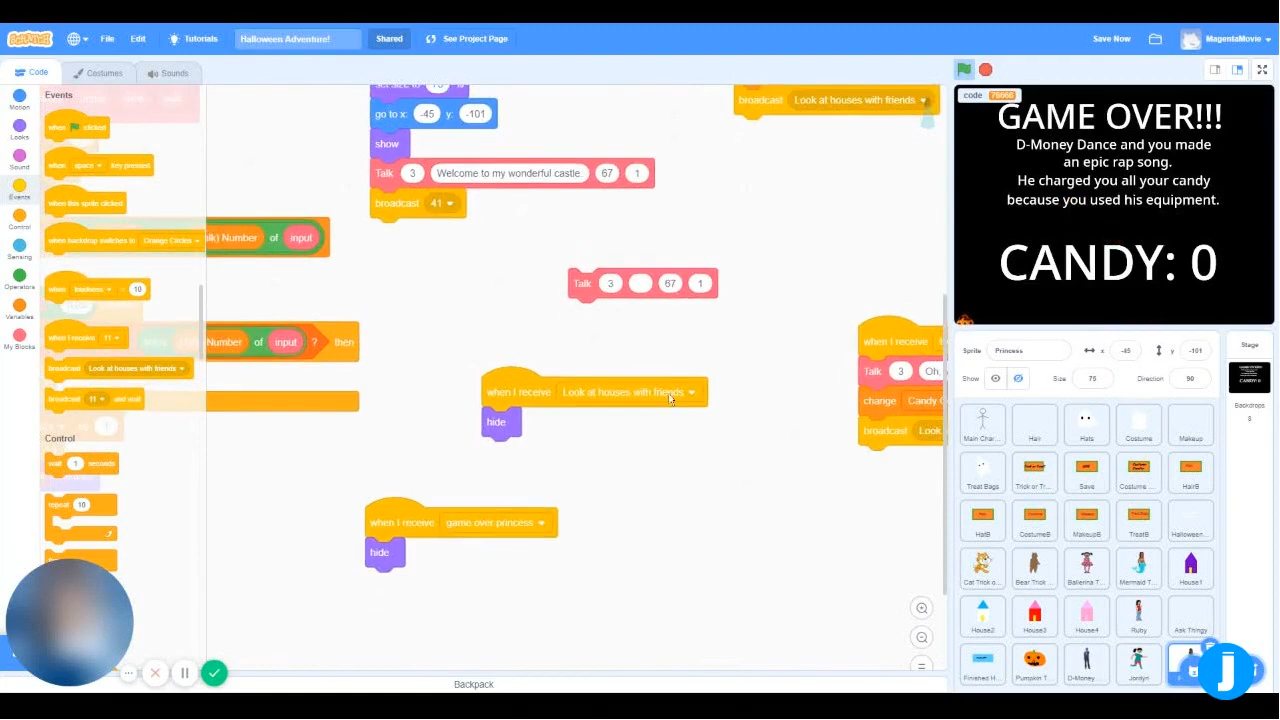 SCRATCH File Edit Tutorials Halloween Adventure! Shared See Project Page Save Now MagentaMovie
Code Costumes Sounds
Motion
Looks
Sound
Events
Control
Sensing
Operators
Variables
My Blocks
Events
when clicked
when space key pressed
when this sprite clicked
when backdrop switches to Orange Circles
when loudness > 10
when I receive 11
broadcast Look at houses with friends
broadcast 11 and wait
Control
wait 1 seconds
repeat 10
Number of input
Number of input ? then
go to x: -45 y: -101
show
Talk 3 Welcome to my wonderful castle. 67 1
broadcast 41
Talk 3 67 1
when I receive Look at houses with friends
hide
when I receive game over princess
hide
broadcast Look at houses with friends
when I receive
Talk 3 Oh,
change Candy
broadcast Look
Backpack
code 76666
GAME OVER!!!
D-Money Dance and you made
an epic rap song.
He charged you all your candy
because you used his equipment.
CANDY: 0
Sprite Princess x -45 y -101
Show Size 75 Direction 90
Stage
Backdrops
Main Char... Hair Hats Costume Makeup
Treat Bags Trick or Tr... Save Costume ... HairB
HatB CostumeB MakeupB TreatB Halloween...
Cat Trick o... Bear Trick ... Ballerina T... Mermaid T... House1
House2 House3 House4 Ruby Ask Thingy
Finished H... Pumpkin T... D-Money ... Jordyn
J